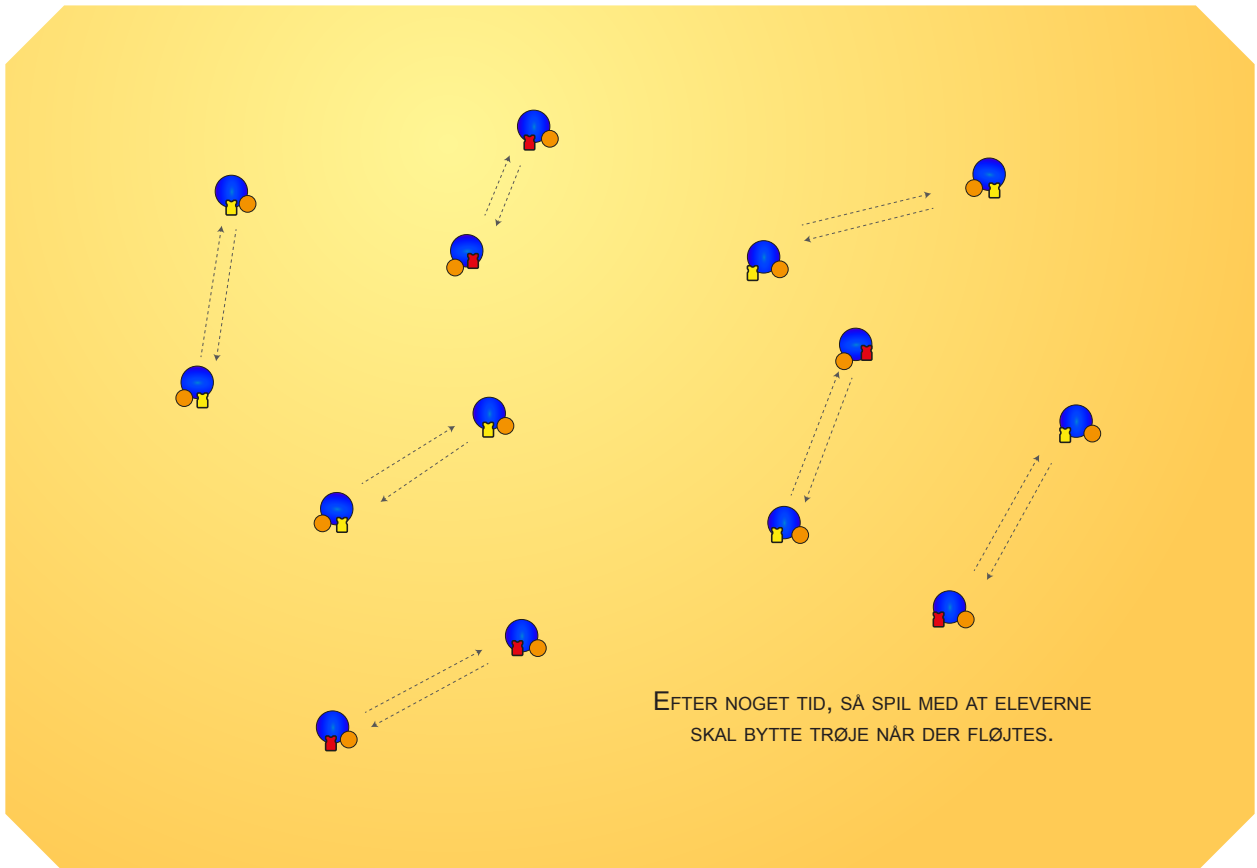 Efter noget tid, så spil med at eleverne
skal bytte trøje når der fløjtes.